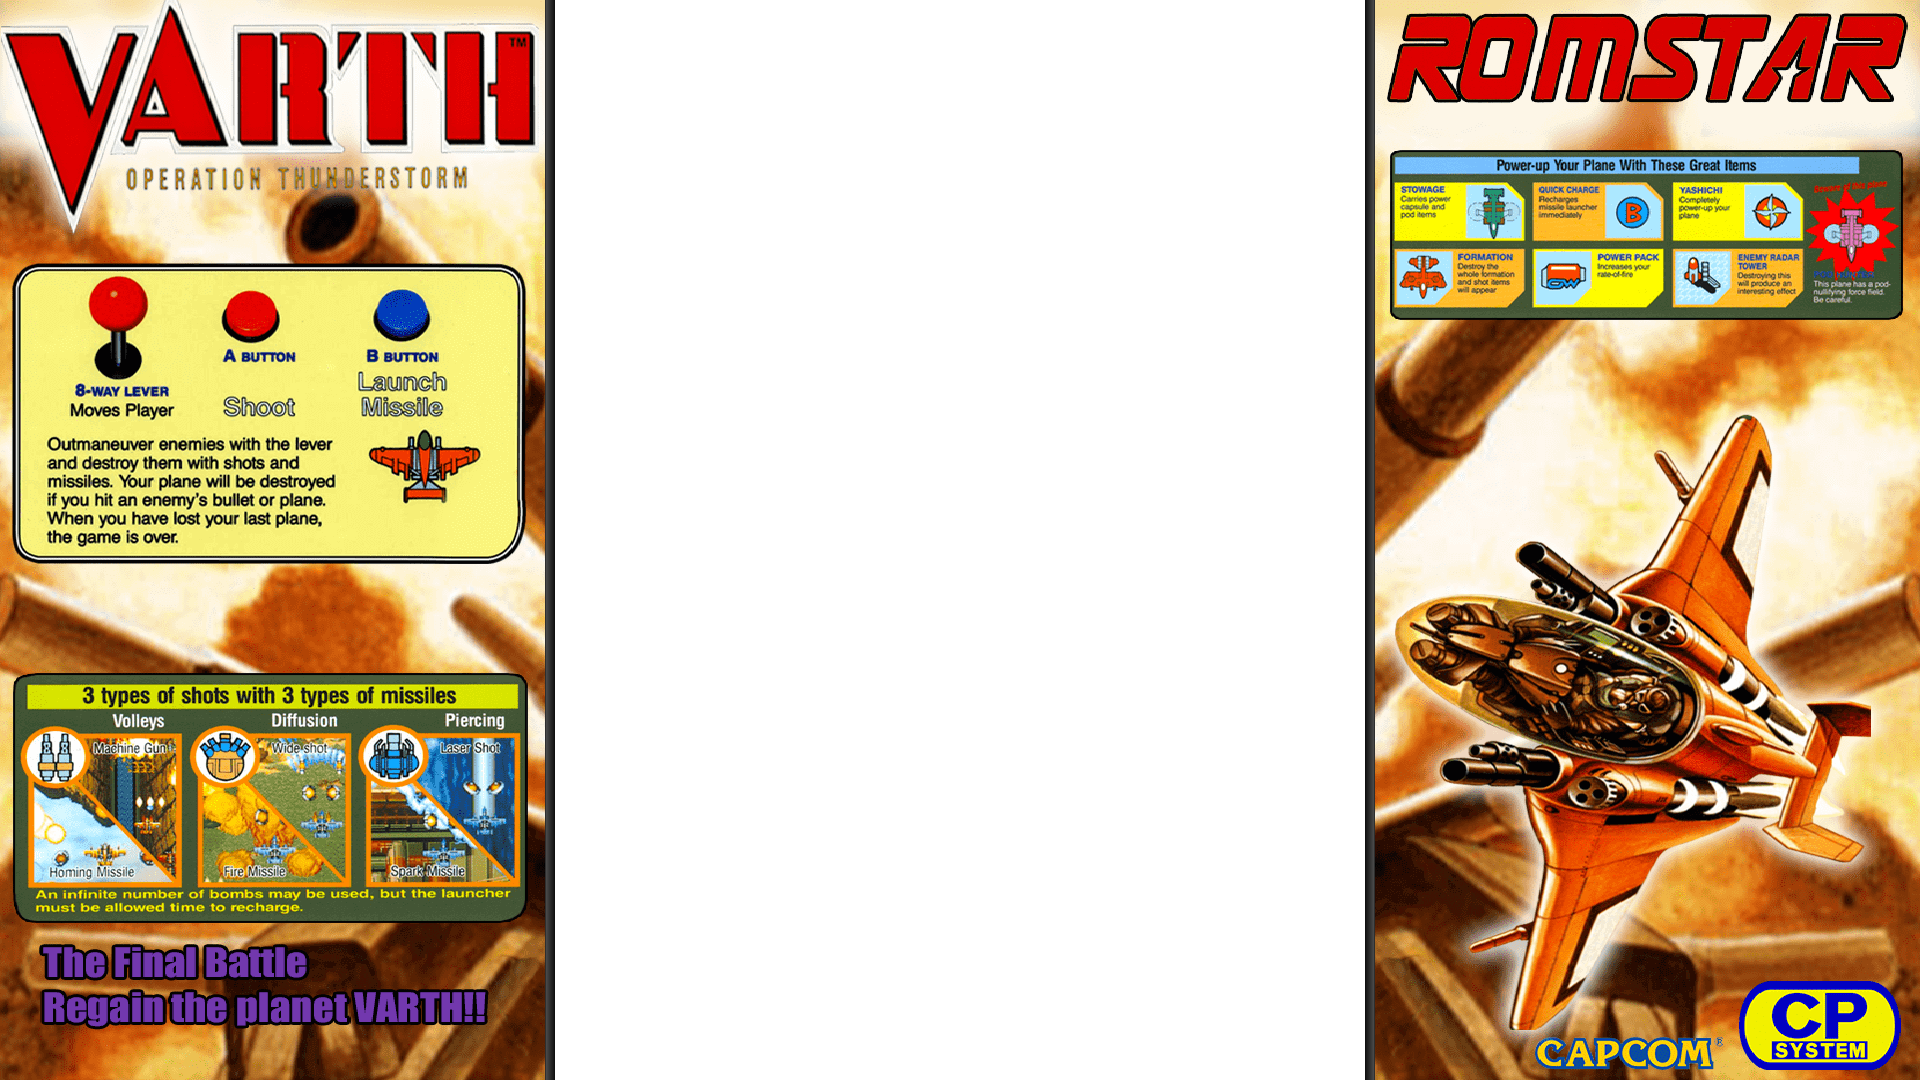 VARTH
TM
OPERATION THUNDERSTORM
A BUTTON
B BUTTON
8-WAY LEVER
Moves Player
Shoot
Launch
Missile
Outmaneuver enemies with the lever
and destroy them with shots and
missiles. Your plane will be destroyed
if you hit an enemy's bullet or plane.
When you have lost your last plane,
the game is over.
3 types of shots with 3 types of missiles
Volleys
Diffusion
Piercing
Machine Gun
Wide shot
Laser Shot
Homing Missile
Fire Missile
Spark Missile
An infinite number of bombs may be used, but the launcher
must be allowed time to recharge.
The Final Battle
Regain the planet VARTH!!
ROMSTAR
Power-up Your Plane With These Great Items
STOWAGE
Carries power
capsule and
pod items
QUICK CHARGE
Recharges
missile launcher
immediately
B
YASHICHI
Completely
power-up your
plane
FORMATION
Destroy the
whole formation
and shot items
will appear
POWER PACK
Increases your
rate-of-fire
POW
ENEMY RADAR
TOWER
Destroying this
will produce an
interesting effect
This plane has a pod-
nullifying force field.
Be careful.
CAPCOM®
CP
SYSTEM